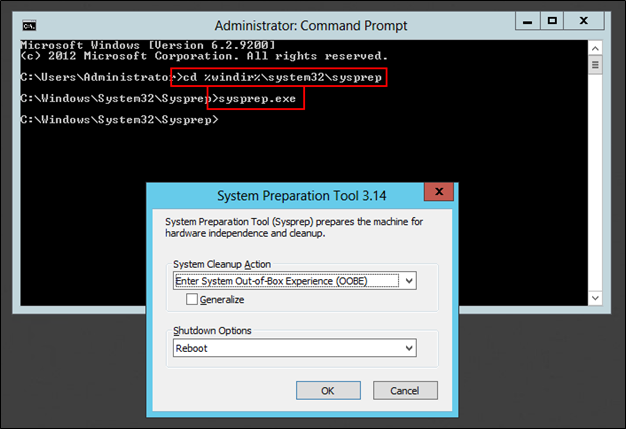 Administrator: Command Prompt
Microsoft Windows [Version 6.2.9200]
(c) 2012 Microsoft Corporation. All rights reserved.
C:\Users\Administrator>cd %windir%\system32\sysprep
C:\Windows\System32\Sysprep>sysprep.exe
C:\Windows\System32\Sysprep>
System Preparation Tool 3.14
System Preparation Tool (Sysprep) prepares the machine for
hardware independence and cleanup.
System Cleanup Action
Enter System Out-of-Box Experience (OOBE)
Generalize
Shutdown Options
Reboot
OK Cancel